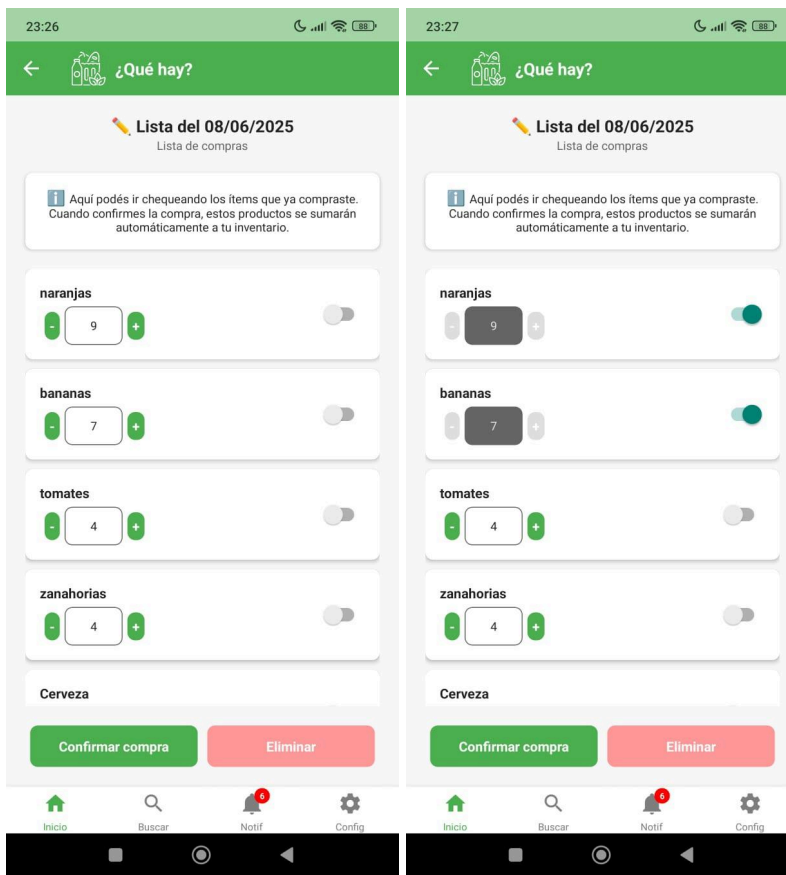 23:26
88
¿Qué hay?
Lista del 08/06/2025
Lista de compras
Aquí podés ir chequeando los ítems que ya compraste.
Cuando confirmes la compra, estos productos se sumarán
automáticamente a tu inventario.
naranjas
- 9 +
bananas
- 7 +
tomates
- 4 +
zanahorias
- 4 +
Cerveza
Confirmar compra
Eliminar
6
Inicio
Buscar
Notif
Config
23:27
88
¿Qué hay?
Lista del 08/06/2025
Lista de compras
Aquí podés ir chequeando los ítems que ya compraste.
Cuando confirmes la compra, estos productos se sumarán
automáticamente a tu inventario.
naranjas
- 9 +
bananas
- 7 +
tomates
- 4 +
zanahorias
- 4 +
Cerveza
Confirmar compra
Eliminar
6
Inicio
Buscar
Notif
Config